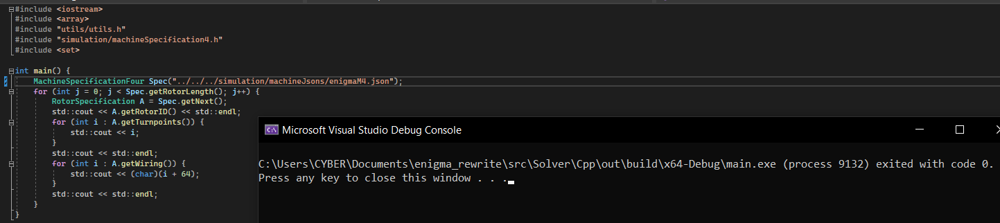 #include <iostream>
#include <array>
#include "utils/utils.h"
#include "simulation/machineSpecification4.h"
#include <set>
int main() {
MachineSpecificationFour Spec("../../../simulation/machineJsons/enigmaM4.json");
for (int j = 0; j < Spec.getRotorLength(); j++) {
RotorSpecification A = Spec.getNext();
std::cout << A.getRotorID() << std::endl;
for (int i : A.getTurnpoints()) {
std::cout << i;
}
std::cout << std::endl;
for (int i : A.getWiring()) {
std::cout << (char)(i + 64);
}
std::cout << std::endl;
}
}
C:\ Microsoft Visual Studio Debug Console
C:\Users\CYBER\Documents\enigma_rewrite\src\Solver\Cpp\out\build\x64-Debug\main.exe (process 9132) exited with code 0.
Press any key to close this window . . .